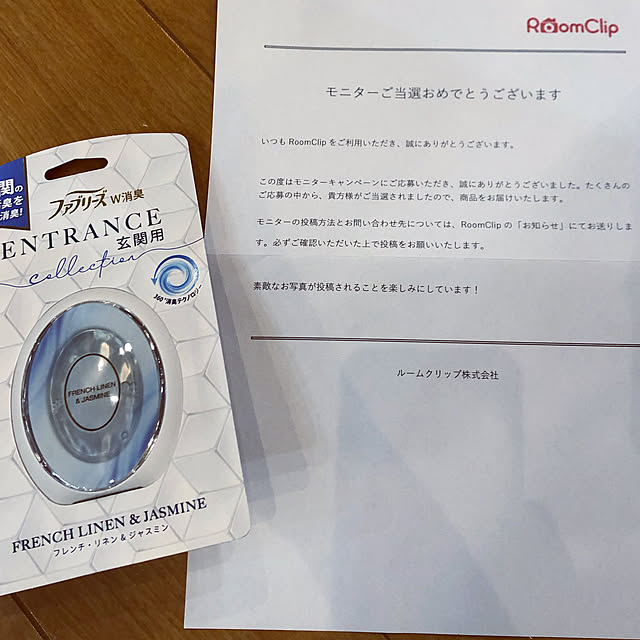 RoomClip
モニターご当選おめでとうございます
いつも RoomClip をご利用いただき、誠にありがとうございます。
この度はモニターキャンペーンにご応募いただき、誠にありがとうございました。たくさんの
ご応募の中から、貴方様がご当選されましたので、商品をお届けいたします。
モニターの投稿方法とお問い合わせ先については、RoomClip の「お知らせ」にてお送りしま
す。必ずご確認いただいた上で投稿をお願いいたします。
素敵なお写真が投稿されることを楽しみにしています！
ルームクリップ株式会社
関の
臭を
消臭!
ファブリーズ W消臭
ENTRANCE
玄関用
collection
360°消臭テクノロジー
FRENCH LINEN
& JASMINE
FRENCH LINEN & JASMINE
フレンチ・リネン & ジャスミン